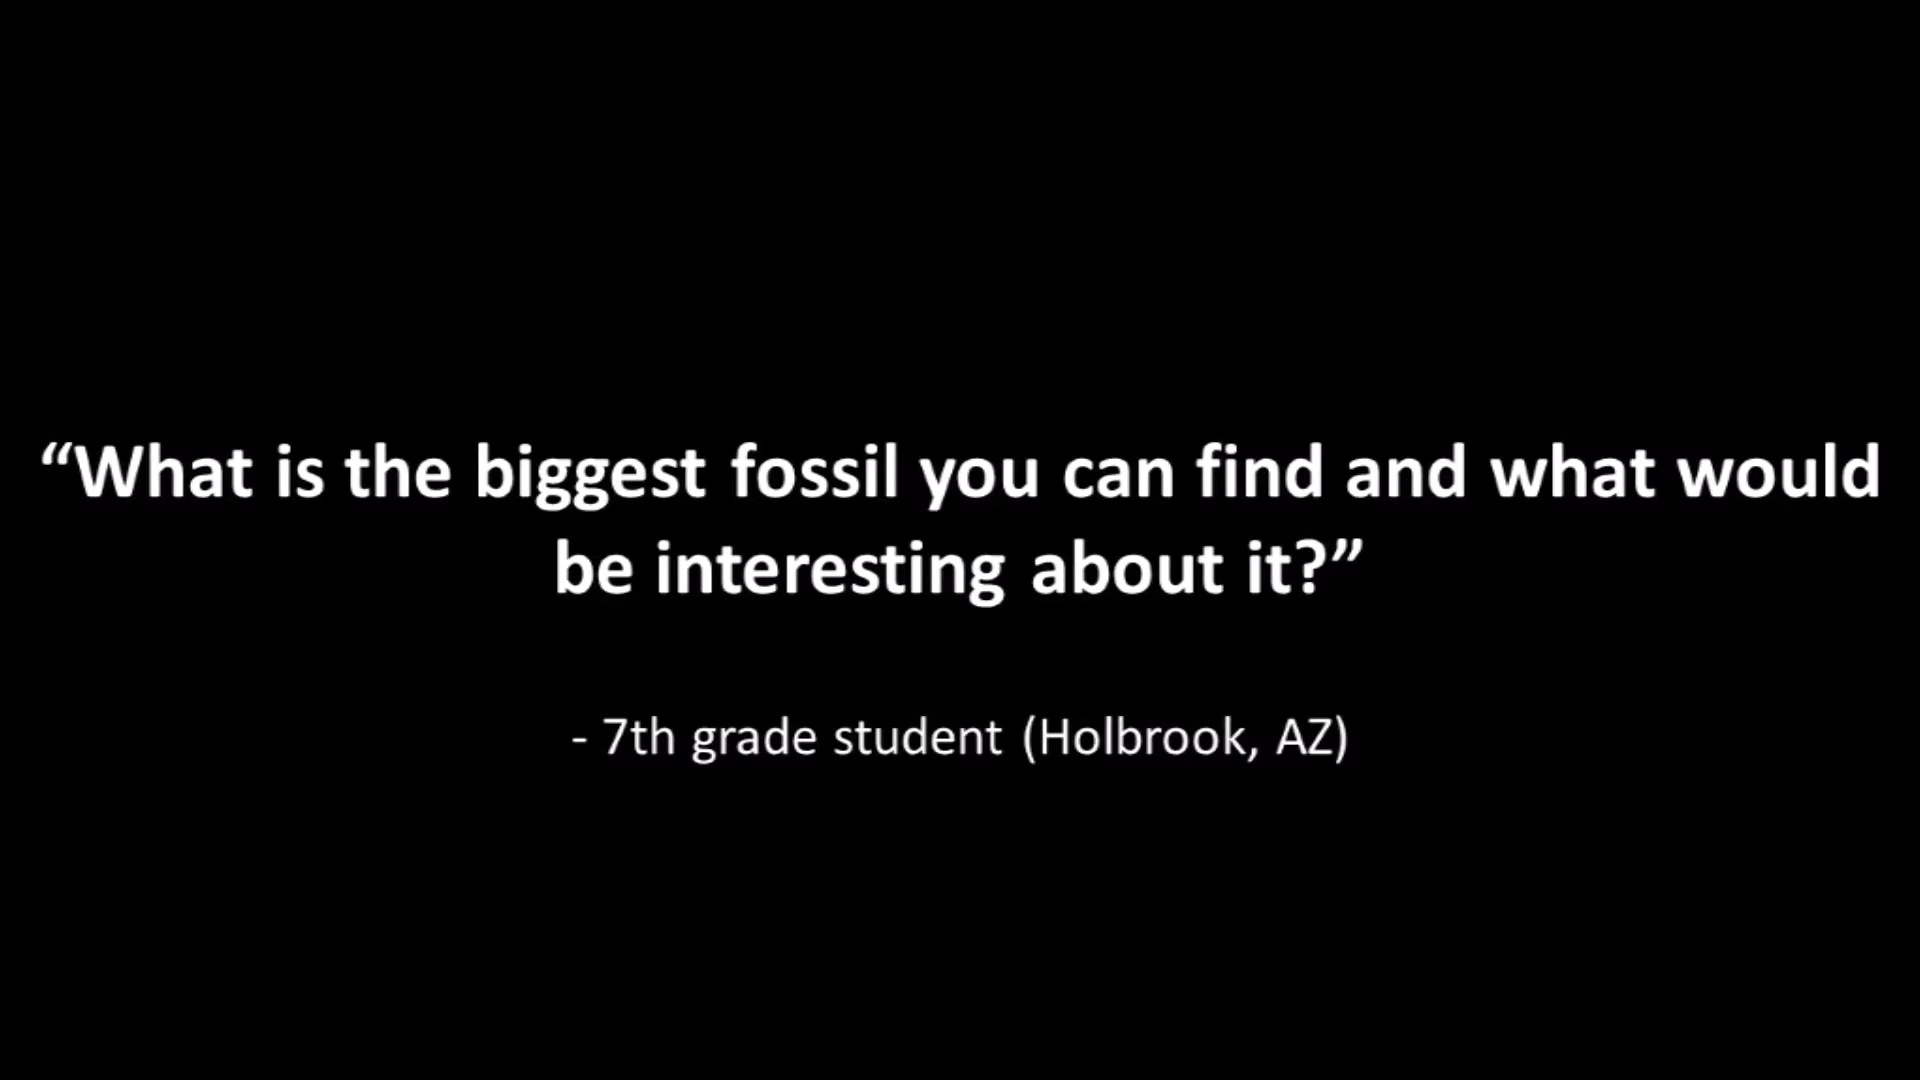 “What is the biggest fossil you can find and what would
be interesting about it?”
- 7th grade student (Holbrook, AZ)